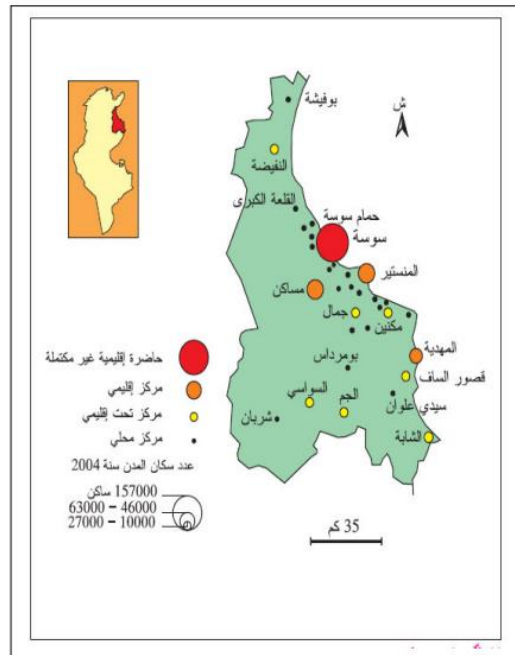 بوفيشة
ش
النفيضة
القلعة الكبرى
حمام سوسة
سوسة
المنستير
مساكن
جمال
مكنين
المهدية
بومرداس
قصور الساف
السواسي
الجم
سيدي علوان
شربان
الشابة
حاضرة إقليمية غير مكتملة
مركز إقليمي
مركز تحت إقليمي
مركز محلي
عدد سكان المدن سنة 2004
157000 ساكن
63000 – 46000
27000 – 10000
35 كم